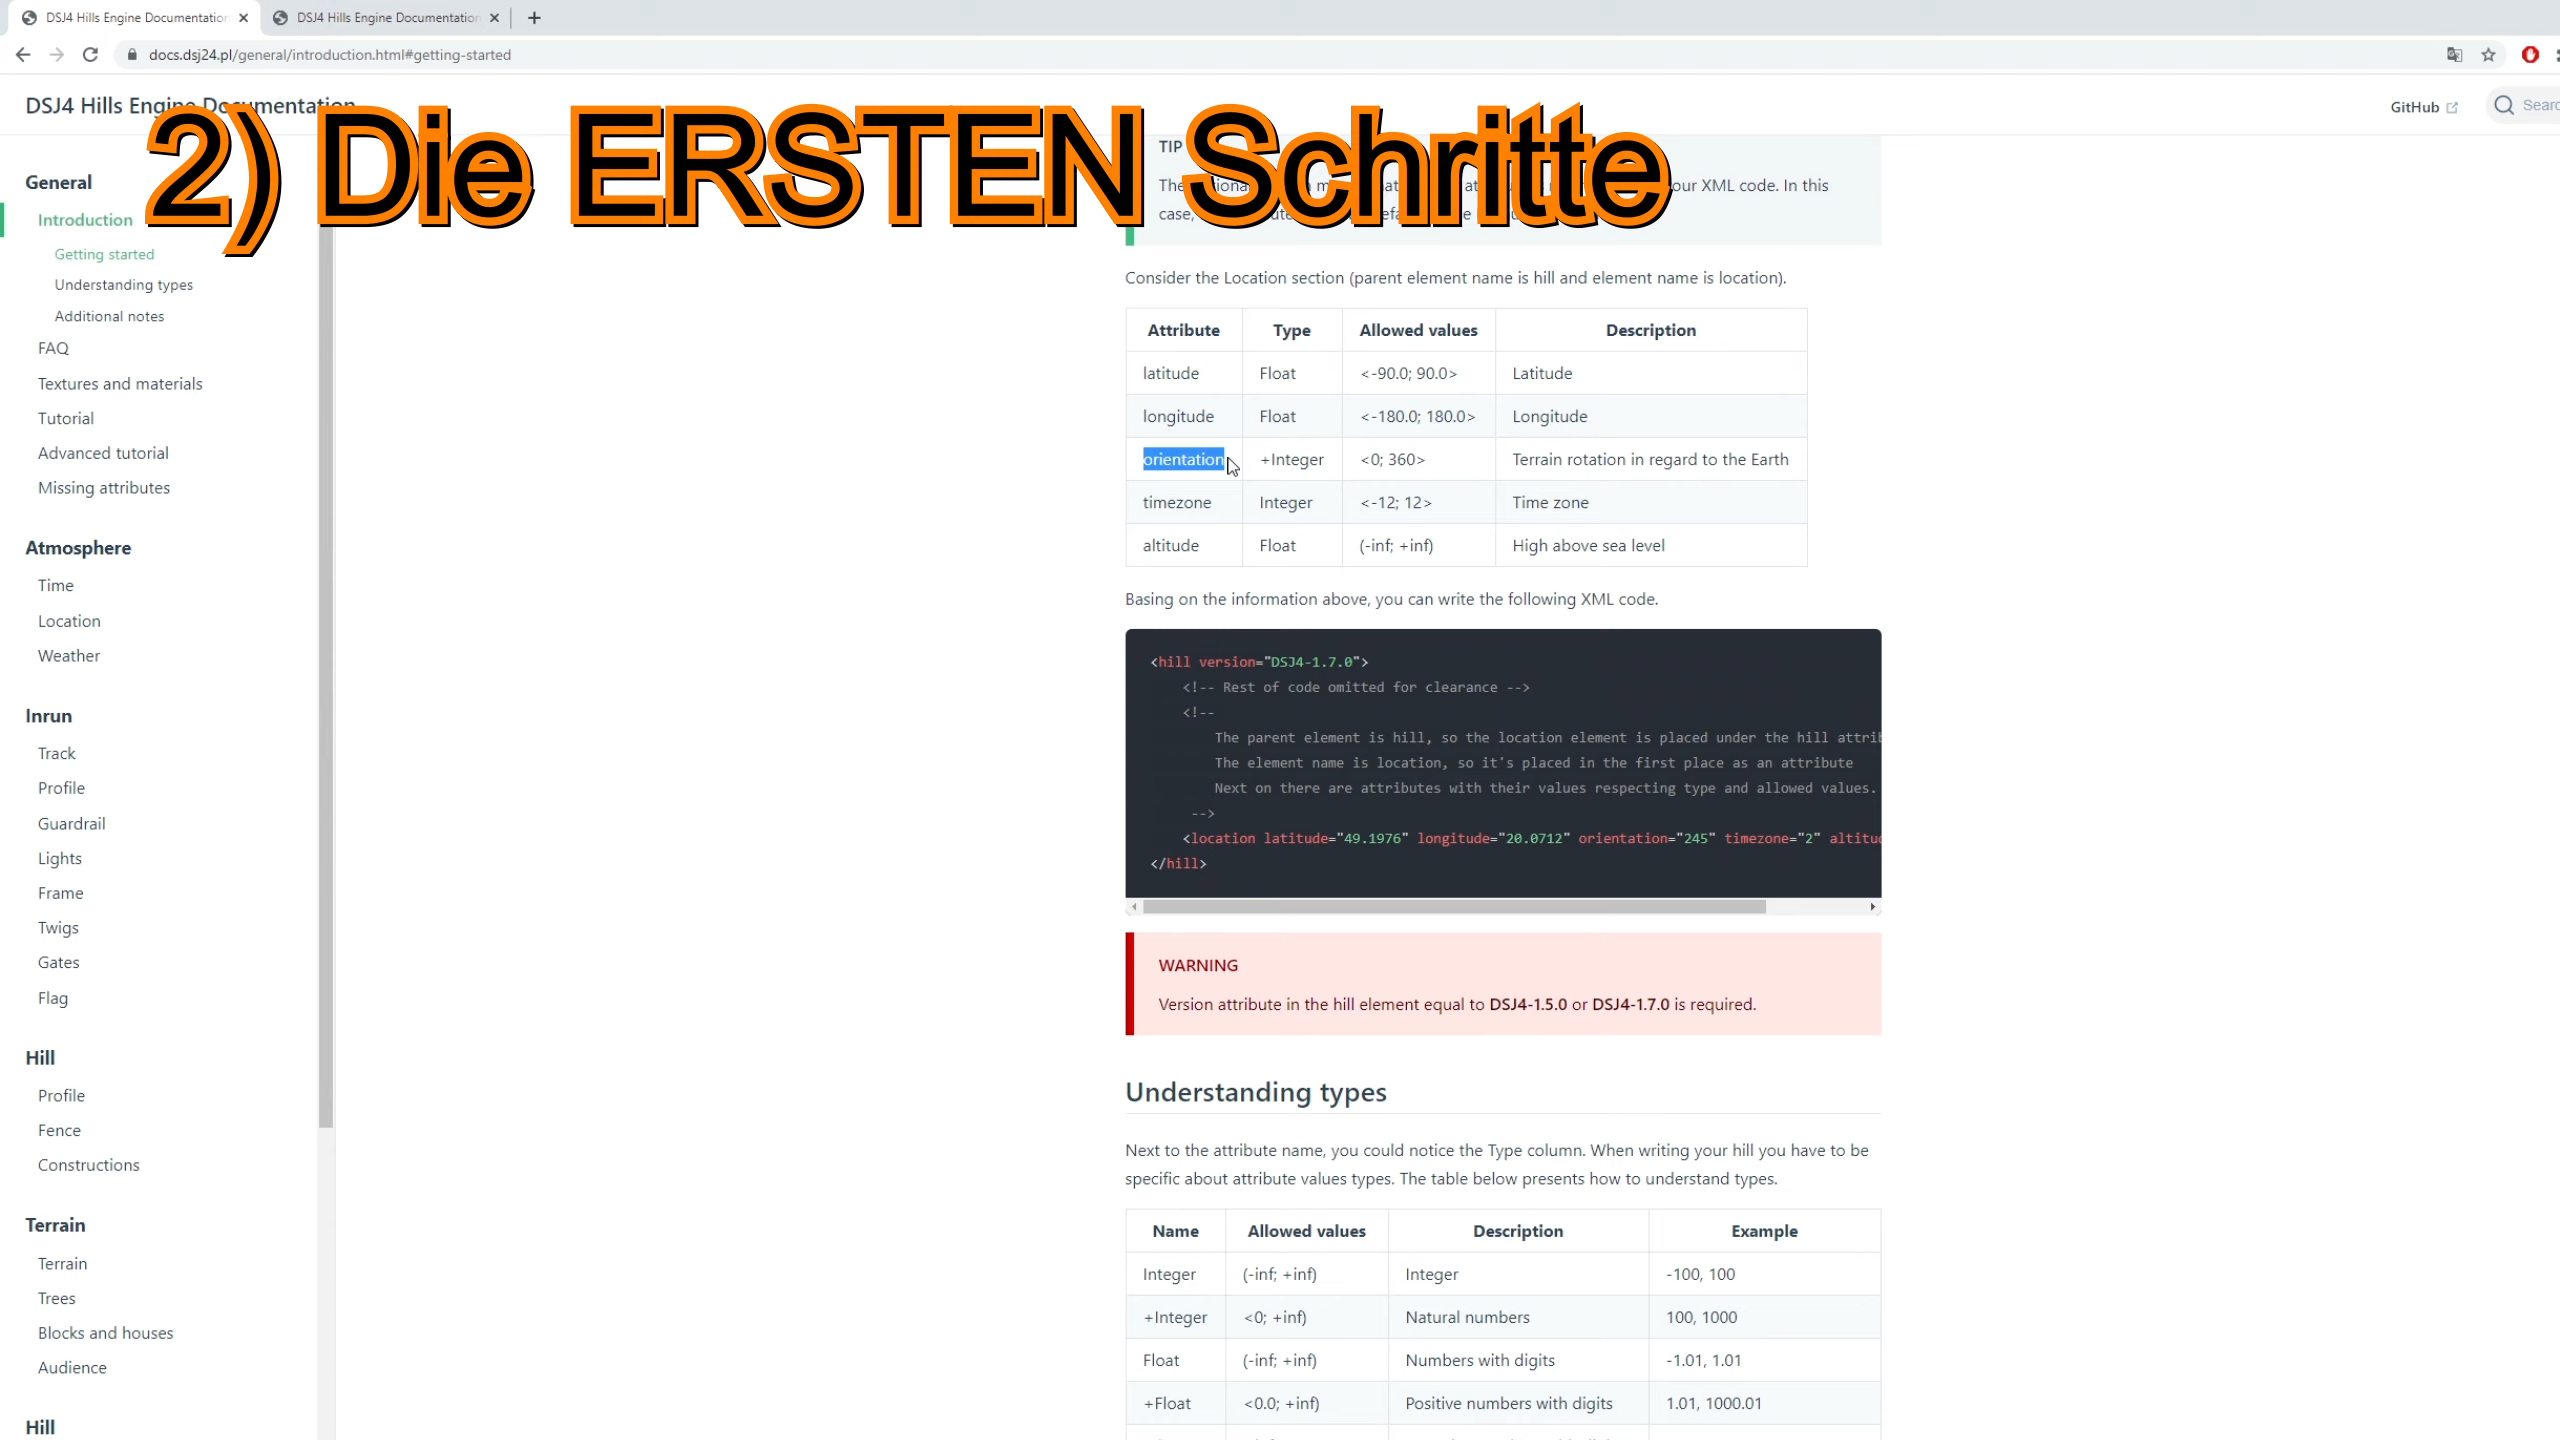 DSJ4 Hills Engine Documentation
DSJ4 Hills Engine Documentation
docs.dsj24.pl/general/introduction.html#getting-started
DSJ4 Hills Engine Documentation
GitHub
2) Die ERSTEN Schritte
General
Introduction
Getting started
Understanding types
Additional notes
FAQ
Textures and materials
Tutorial
Advanced tutorial
Missing attributes
Atmosphere
Time
Location
Weather
Inrun
Track
Profile
Guardrail
Lights
Frame
Twigs
Gates
Flag
Hill
Profile
Fence
Constructions
Terrain
Terrain
Trees
Blocks and houses
Audience
Hill
TIP
The XML code. In this
case,
Consider the Location section (parent element name is hill and element name is location).
Attribute Type Allowed values Description
latitude Float <-90.0; 90.0> Latitude
longitude Float <-180.0; 180.0> Longitude
orientation +Integer <0; 360> Terrain rotation in regard to the Earth
timezone Integer <-12; 12> Time zone
altitude Float (-inf; +inf) High above sea level
Basing on the information above, you can write the following XML code.
<hill version="DSJ4-1.7.0">
<!-- Rest of code omitted for clearance -->
<!--
The parent element is hill, so the location element is placed under the hill attrib
The element name is location, so it's placed in the first place as an attribute
Next on there are attributes with their values respecting type and allowed values.
-->
<location latitude="49.1976" longitude="20.0712" orientation="245" timezone="2" altitud
</hill>
WARNING
Version attribute in the hill element equal to DSJ4-1.5.0 or DSJ4-1.7.0 is required.
Understanding types
Next to the attribute name, you could notice the Type column. When writing your hill you have to be
specific about attribute values types. The table below presents how to understand types.
Name Allowed values Description Example
Integer (-inf; +inf) Integer -100, 100
+Integer <0; +inf) Natural numbers 100, 1000
Float (-inf; +inf) Numbers with digits -1.01, 1.01
+Float <0.0; +inf) Positive numbers with digits 1.01, 1000.01